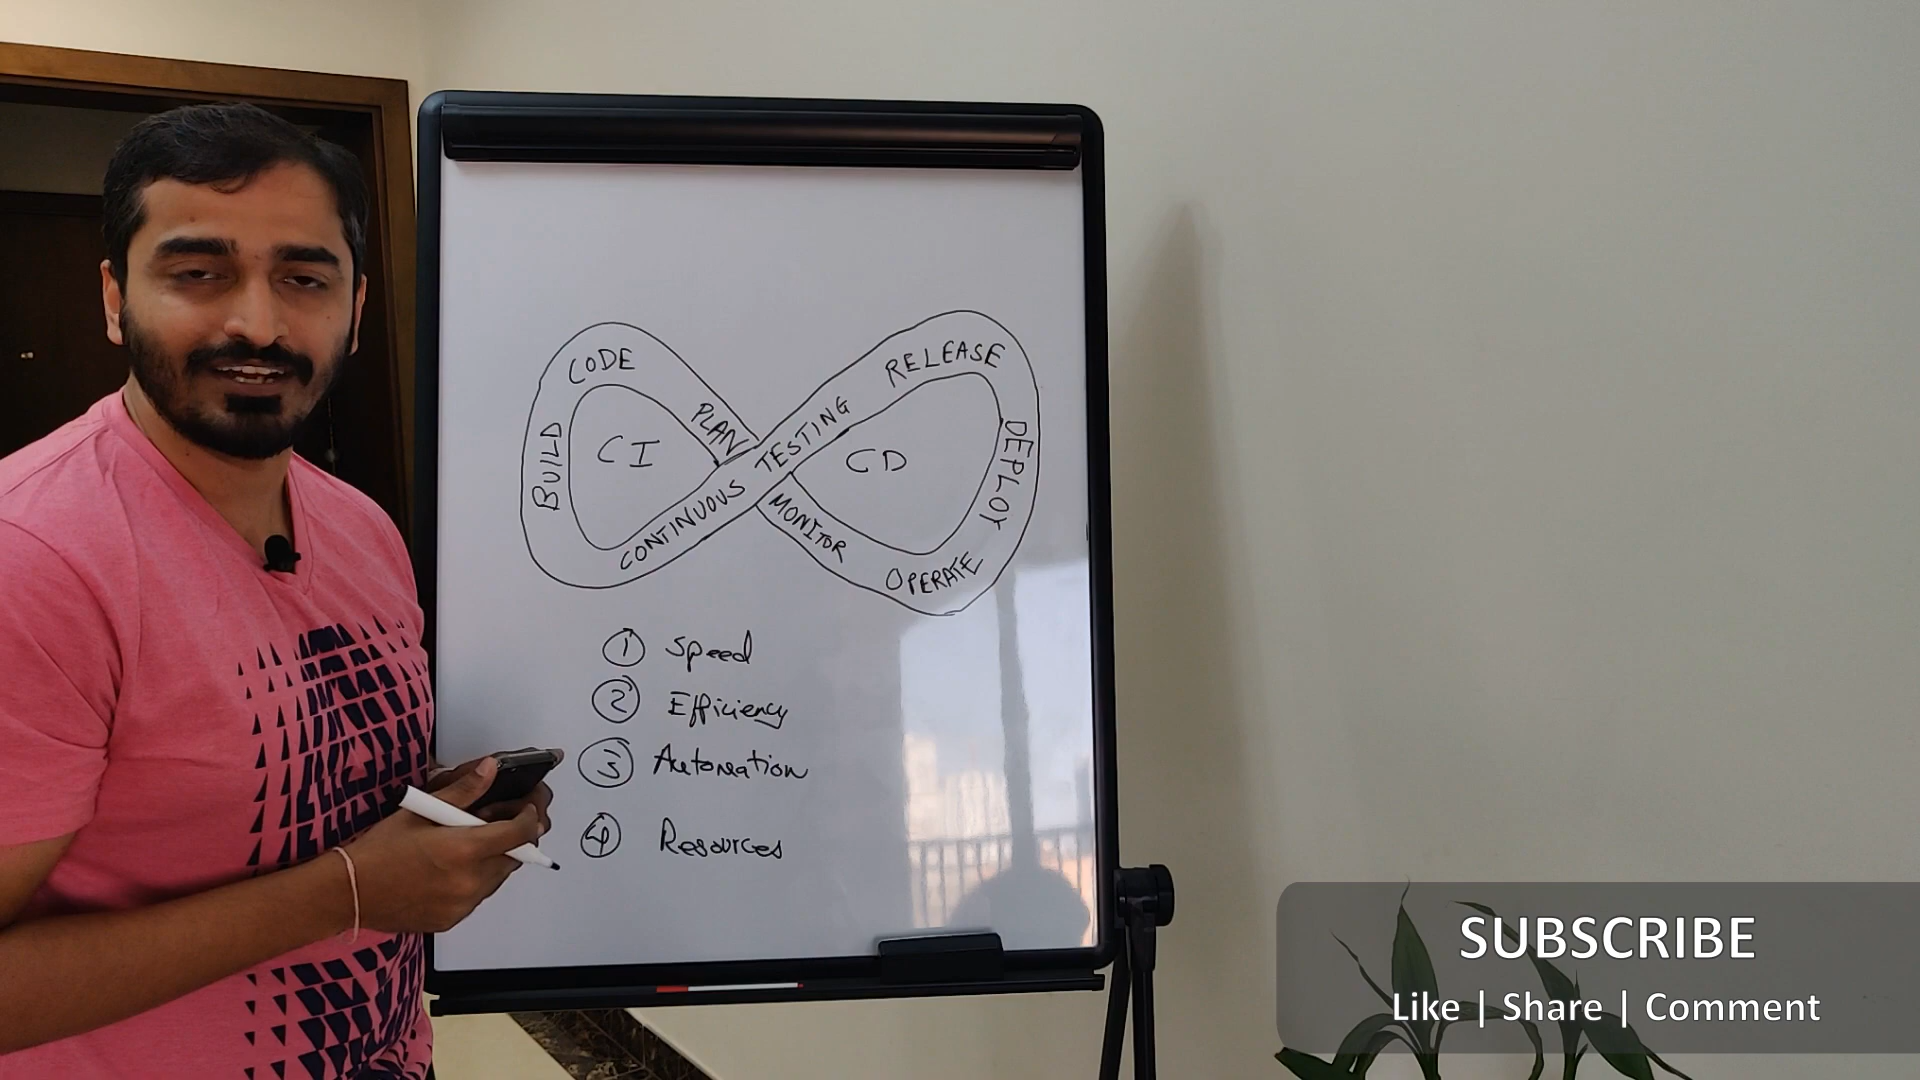 CODE
PLAN
BUILD
CI
CONTINUOUS TESTING
RELEASE
DEPLOY
CD
MONITOR
OPERATE
1 Speed
2 Efficiency
3 Automation
4 Resources
SUBSCRIBE
Like | Share | Comment